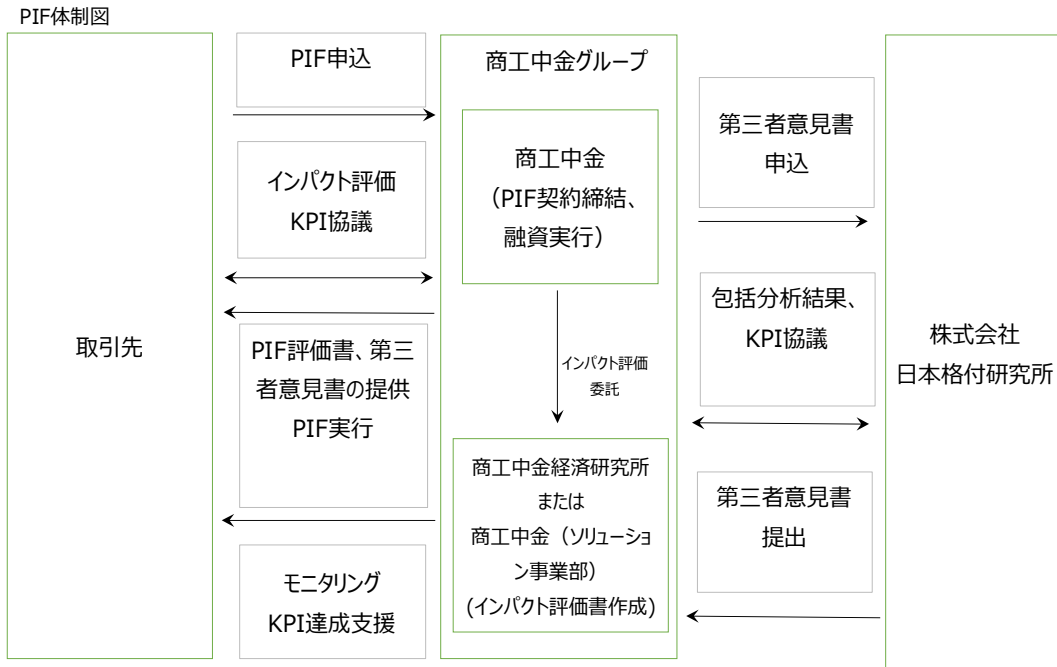 PIF体制図
取引先
PIF申込
インパクト評価
KPI協議
PIF評価書、第三
者意見書の提供
PIF実行
モニタリング
KPI達成支援
商工中金グループ
商工中金
（PIF契約締結、
融資実行）
インパクト評価
委託
商工中金経済研究所
または
商工中金（ソリューショ
ン事業部）
(インパクト評価書作成)
第三者意見書
申込
包括分析結果、
KPI協議
第三者意見書
提出
株式会社
日本格付研究所